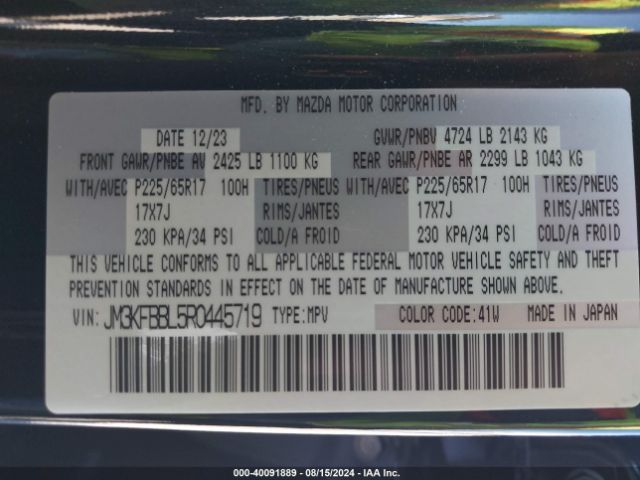 MFD. BY MAZDA MOTOR CORPORATION
DATE 12/23 GVWR/PNBV 4724 LB 2143 KG
FRONT GAWR/PNBE AV 2425 LB 1100 KG REAR GAWR/PNBE AR 2299 LB 1043 KG
WITH/AVEC P225/65R17 100H TIRES/PNEUS WITH/AVEC P225/65R17 100H TIRES/PNEUS
17X7J RIMS/JANTES 17X7J RIMS/JANTES
230 KPA/34 PSI COLD/A FROID 230 KPA/34 PSI COLD/A FROID
THIS VEHICLE CONFORMS TO ALL APPLICABLE FEDERAL MOTOR VEHICLE SAFETY AND THEFT
PREVENTION STANDARDS IN EFFECT ON THE DATE OF MANUFACTURE SHOWN ABOVE.
VIN: JM3KFBBL5R0445719 TYPE:MPV COLOR CODE:41W MADE IN JAPAN
000-40091889 - 08/15/2024 - IAA Inc.